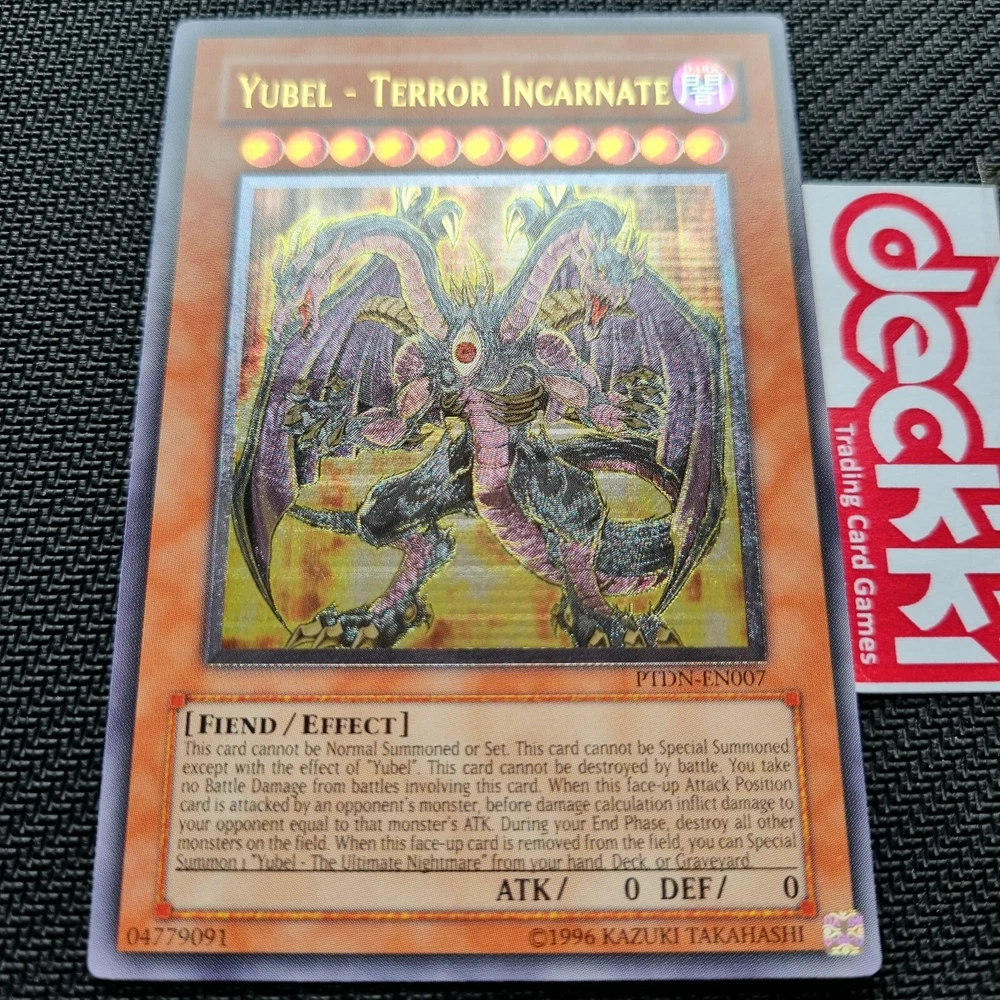 YUBEL - TERROR INCARNATE
DARK
闇
PTDN-EN007
[FIEND / EFFECT]
This card cannot be Normal Summoned or Set. This card cannot be Special Summoned
except with the effect of "Yubel". This card cannot be destroyed by battle. You take
no Battle Damage from battles involving this card. When this face-up Attack Position
card is attacked by an opponent's monster, before damage calculation inflict damage to
your opponent equal to that monster's ATK. During your End Phase, destroy all other
monsters on the field. When this face-up card is removed from the field, you can Special
Summon 1 "Yubel - The Ultimate Nightmare" from your hand, Deck, or Graveyard.
ATK/ 0 DEF/ 0
04779091
©1996 KAZUKI TAKAHASHI
deckki
Trading Card Games